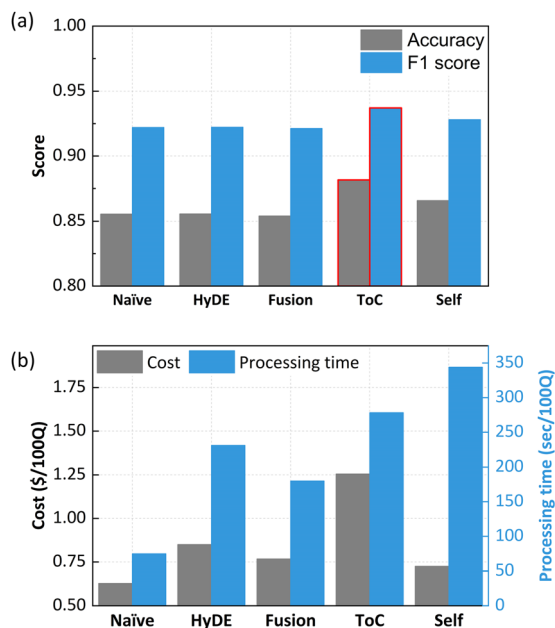 (a)
1.00
0.95
0.90
0.85
0.80
Score
Accuracy
F1 score
Naïve HyDE Fusion ToC Self
(b)
1.75
1.50
1.25
1.00
0.75
0.50
Cost ($/100Q)
Cost Processing time
350
300
250
200
150
100
50
0
Processing time (sec/100Q)
Naïve HyDE Fusion ToC Self